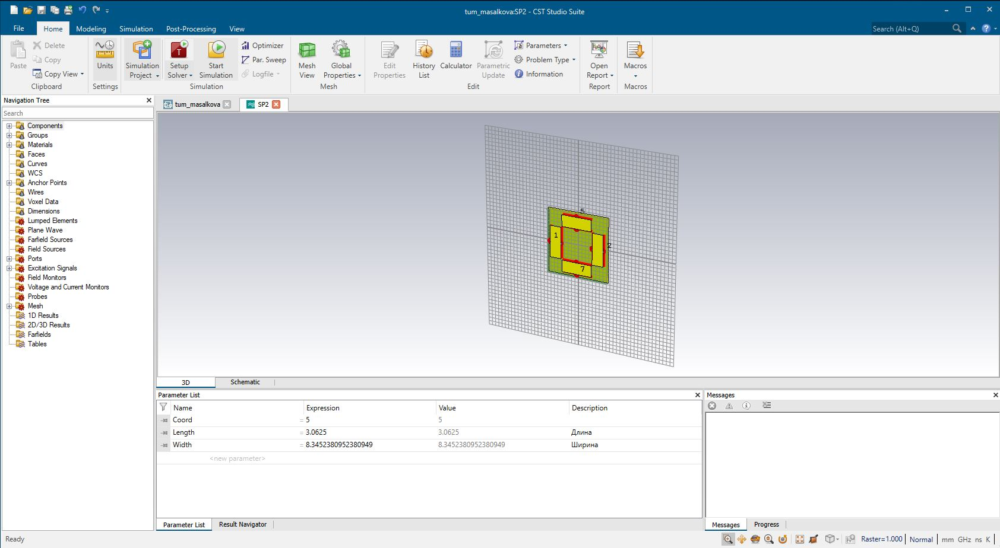 tum_masalkova:SP2 - CST Studio Suite
File Home Modeling Simulation Post-Processing View Search (Alt+Q)
Paste
Delete
Copy
Copy View
Clipboard
Units
Settings
Simulation Project
Setup Solver
Start Simulation
Optimizer
Par. Sweep
Logfile
Simulation
Mesh View
Global Properties
Mesh
Edit Properties
History List
Calculator
Parametric Update
Parameters
Problem Type
Information
Edit
Open Report
Report
Macros
Macros
Navigation Tree
Search
Components
Groups
Materials
Faces
Curves
WCS
Anchor Points
Wires
Voxel Data
Dimensions
Lumped Elements
Plane Wave
Farfield Sources
Field Sources
Ports
Excitation Signals
Field Monitors
Voltage and Current Monitors
Probes
Mesh
1D Results
2D/3D Results
Farfields
Tables
tum_masalkova SP2
5
1
2
7
3D Schematic
Parameter List
Name Expression Value Description
Coord = 5 5
Length = 3.0625 3.0625 Длина
Width = 8.3452380952380949 8.3452380952380949 Ширина
<new parameter>
Parameter List Result Navigator
Messages
Messages Progress
Ready
Raster=1.000 Normal mm GHz ns K